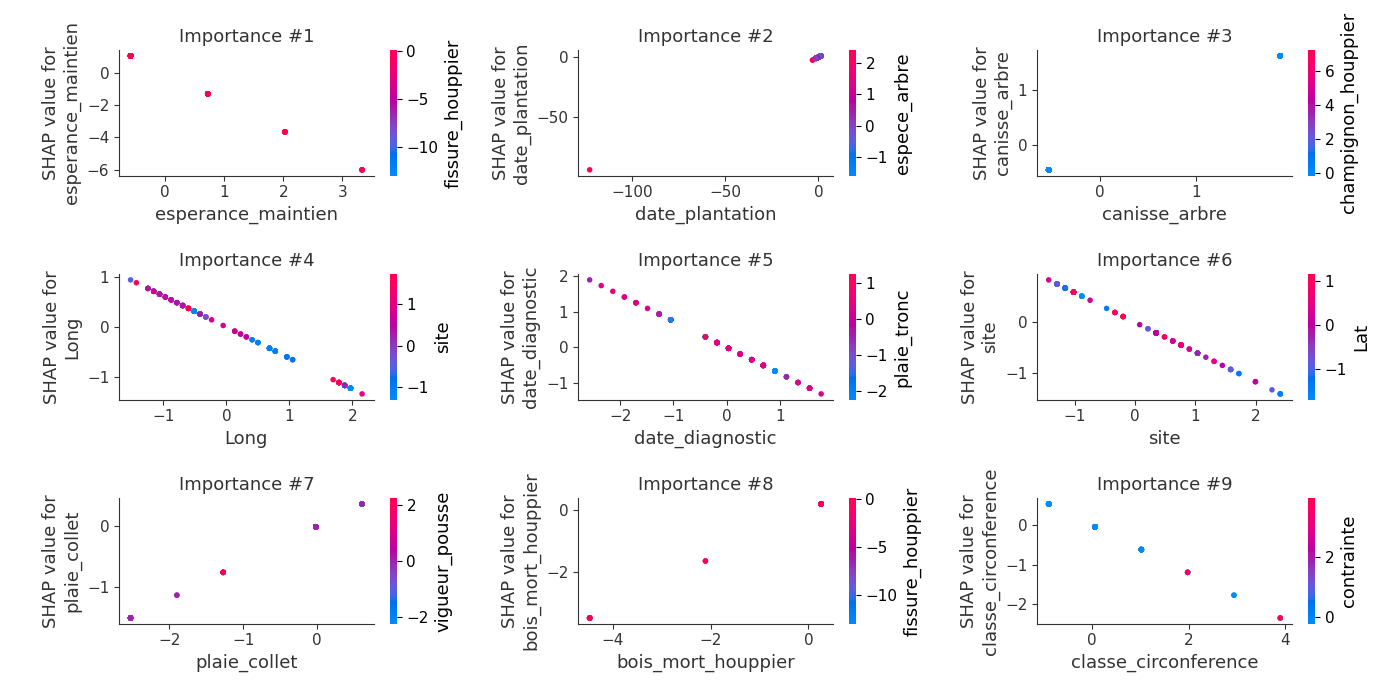 Importance #1
SHAP value for
esperance_maintien
0
−2
−4
−6
0
1
2
3
esperance_maintien
0
−5
−10
fissure_houppier
Importance #2
SHAP value for
date_plantation
0
−50
−100
−50
0
date_plantation
2
1
0
−1
espece_arbre
Importance #3
SHAP value for
canisse_arbre
1
0
0
1
canisse_arbre
6
4
2
0
champignon_houppier
Importance #4
SHAP value for
Long
1
0
−1
−1
0
1
2
Long
1
0
−1
site
Importance #5
SHAP value for
date_diagnostic
2
1
0
−1
−2
−1
0
1
date_diagnostic
1
0
−1
−2
plaie_tronc
Importance #6
SHAP value for
site
0
−1
−1
0
1
2
site
1
0
−1
Lat
Importance #7
SHAP value for
plaie_collet
0
−1
−2
−1
0
plaie_collet
2
0
−2
vigueur_pousse
Importance #8
SHAP value for
bois_mort_houppier
0
−2
−4
−2
0
bois_mort_houppier
0
−5
−10
fissure_houppier
Importance #9
SHAP value for
classe_circonference
0
−1
−2
0
2
4
classe_circonference
2
0
contrainte